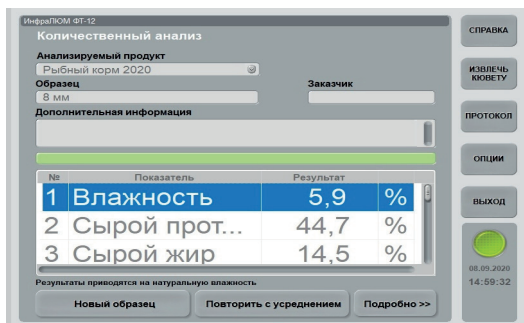 ИнфраЛЮМ ФТ-12
Количественный анализ
Анализируемый продукт
Рыбный корм 2020
Образец
Заказчик
8 мм
Дополнительная информация
№ Показатель Результат
1 Влажность 5,9 %
2 Сырой прот... 44,7 %
3 Сырой жир 14,5 %
Результаты приводятся на натуральную влажность
Новый образец
Повторить с усреднением
Подробно >>
СПРАВКА
ИЗВЛЕЧЬ
КЮВЕТУ
ПРОТОКОЛ
ОПЦИИ
ВЫХОД
08.09.2020
14:59:32